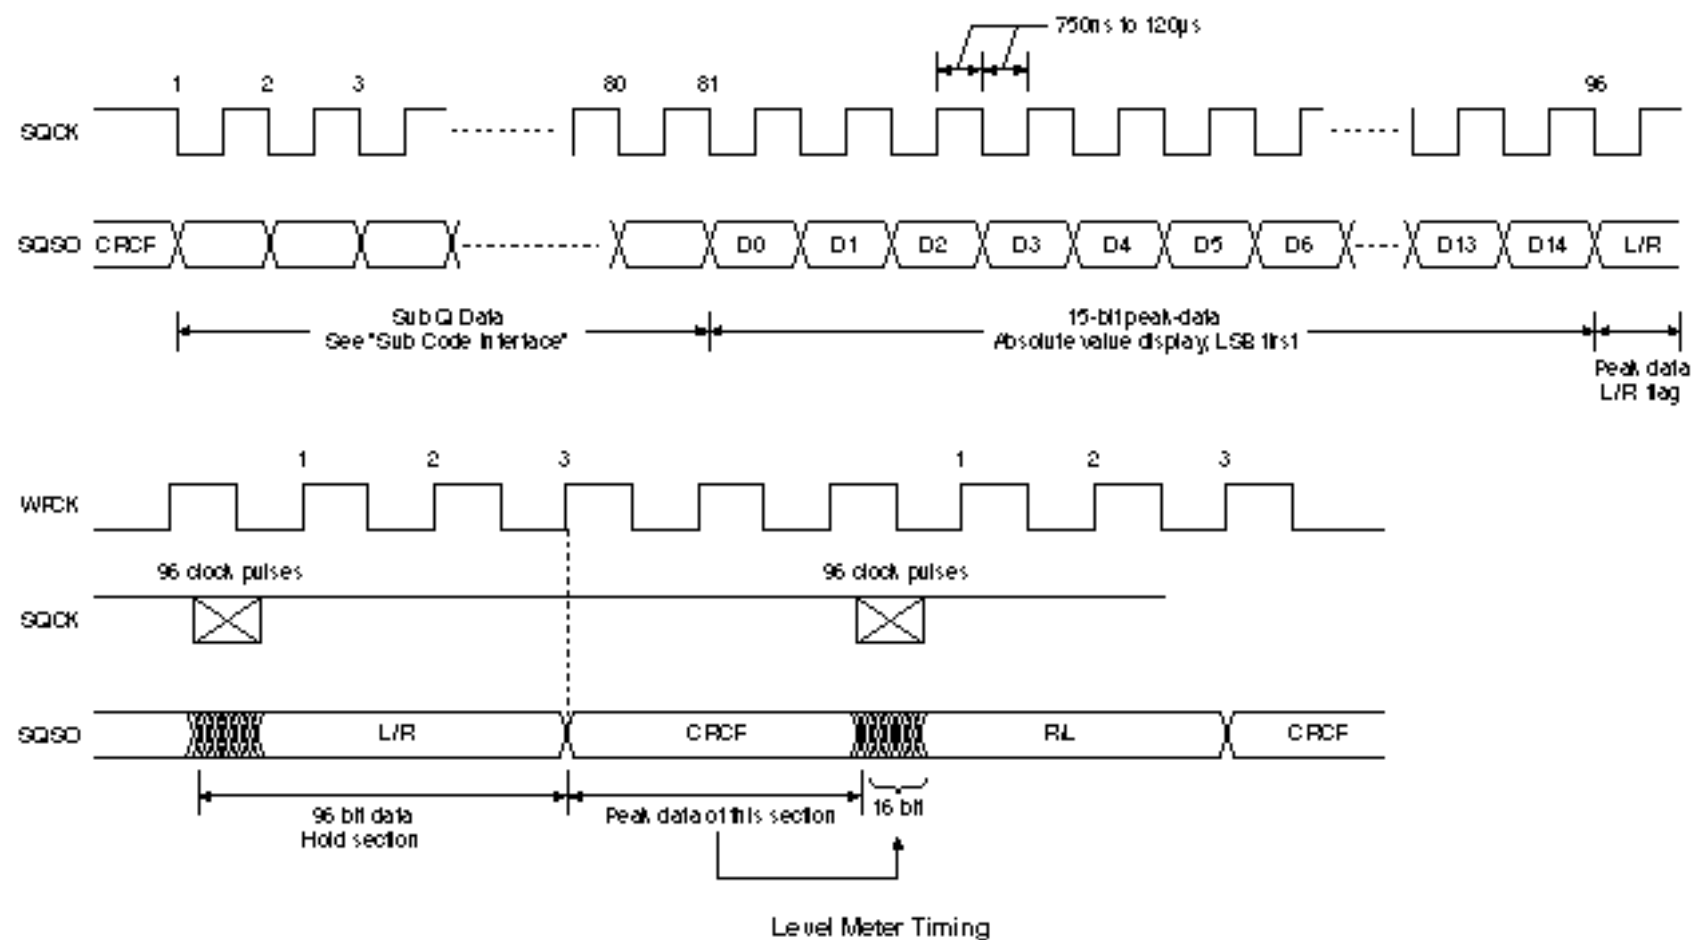 750ns to 120µs
1 2 3 80 81 96
SQCK
SQSO CRCF D0 D1 D2 D3 D4 D5 D6 D13 D14 L/R
Sub Q Data
See "Sub Code Interface"
15-bit peak-data
Absolute value display, LSB first
Peak data
L/R flag
1 2 3 1 2 3
WFCK
96 clock pulses 96 clock pulses
SQCK
SQSO L/R CRCF R/L CRCF
96 bit data
Hold section
Peak data of this section
16 bit
Level Meter Timing